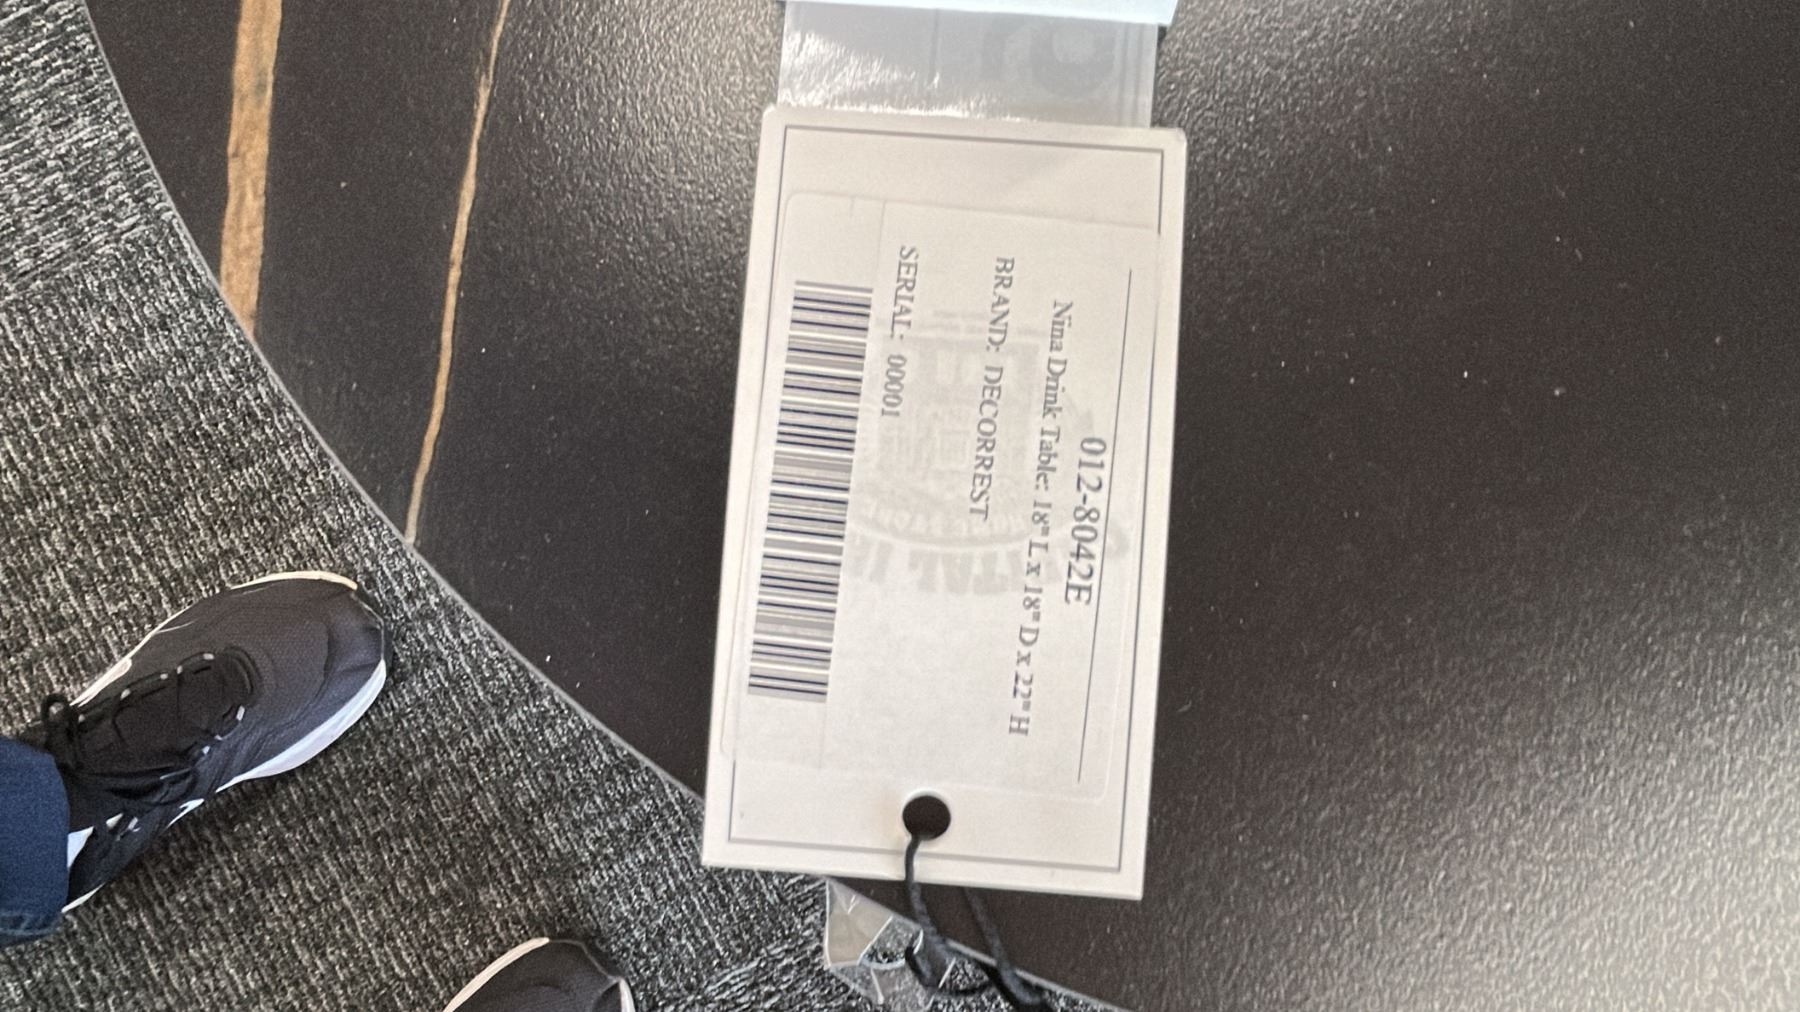 012-8042E
Nina Drink Table: 18" L x 18" D x 22" H
BRAND: DECORREST
SERIAL: 00001